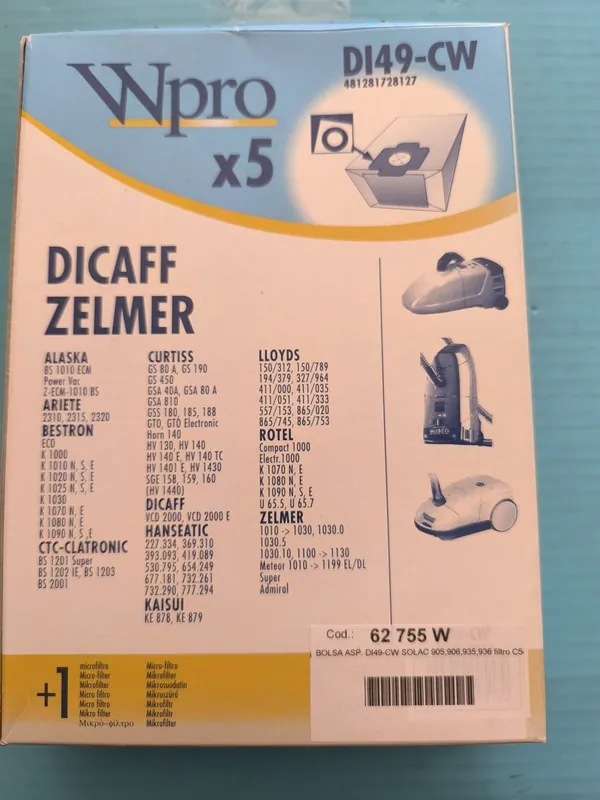 Wpro
x5
DI49-CW
481281728127
DICAFF
ZELMER
ALASKA
BS 1010 ECM
Power Vac
Z-ECM-1010 BS
ARIETE
2310, 2315, 2320
BESTRON
ECO
K 1000
K 1010 N, S, E
K 1020 N, S, E
K 1025 N, S, E
K 1030
K 1070 N, E
K 1080 N, E
K 1090 N, S ,E
CTC-CLATRONIC
BS 1201 Super
BS 1202 IE, BS 1203
BS 2001
CURTISS
GS 80 A, GS 190
GS 450
GSA 40A, GSA 80 A
GSA 810
GSS 180, 185, 188
GTO, GTO Electronic
Horn 140
HV 130, HV 140
HV 140 E, HV 140 TC
HV 1401 E, HV 1430
SGE 158, 159, 160
(HV 1440)
DICAFF
VCD 2000, VCD 2000 E
HANSEATIC
227.334, 369.310
393.093, 419.089
530.795, 654.249
677.181, 732.261
732.290, 777.294
KAISUI
KE 878, KE 879
LLOYDS
150/312, 150/789
194/379, 327/964
411/000, 411/035
411/051, 411/333
557/153, 865/020
865/745, 865/753
ROTEL
Compact 1000
Electr.1000
K 1070 N, E
K 1080 N, E
K 1090 N, S, E
U 65.5, U 65.7
ZELMER
1010 -> 1030, 1030.0
1030.5
1030.10, 1100 -> 1130
Meteor 1010 -> 1199 EL/DL
Super
Admiral
+1
microfiltre
Micro-filter
Mikrofilter
Micro filtro
Micro filtro
Mikro filter
Μικρο-φίλτρο
Micro-filtro
Mikrofilter
Mikrosuodatin
Mikroszűrő
Mikrofiltr
Mikrofiltr
Mikrofilter
Cod.: 62 755 W
BOLSA ASP. DI49-CW SOLAC 905,906,935,936 filtro C5